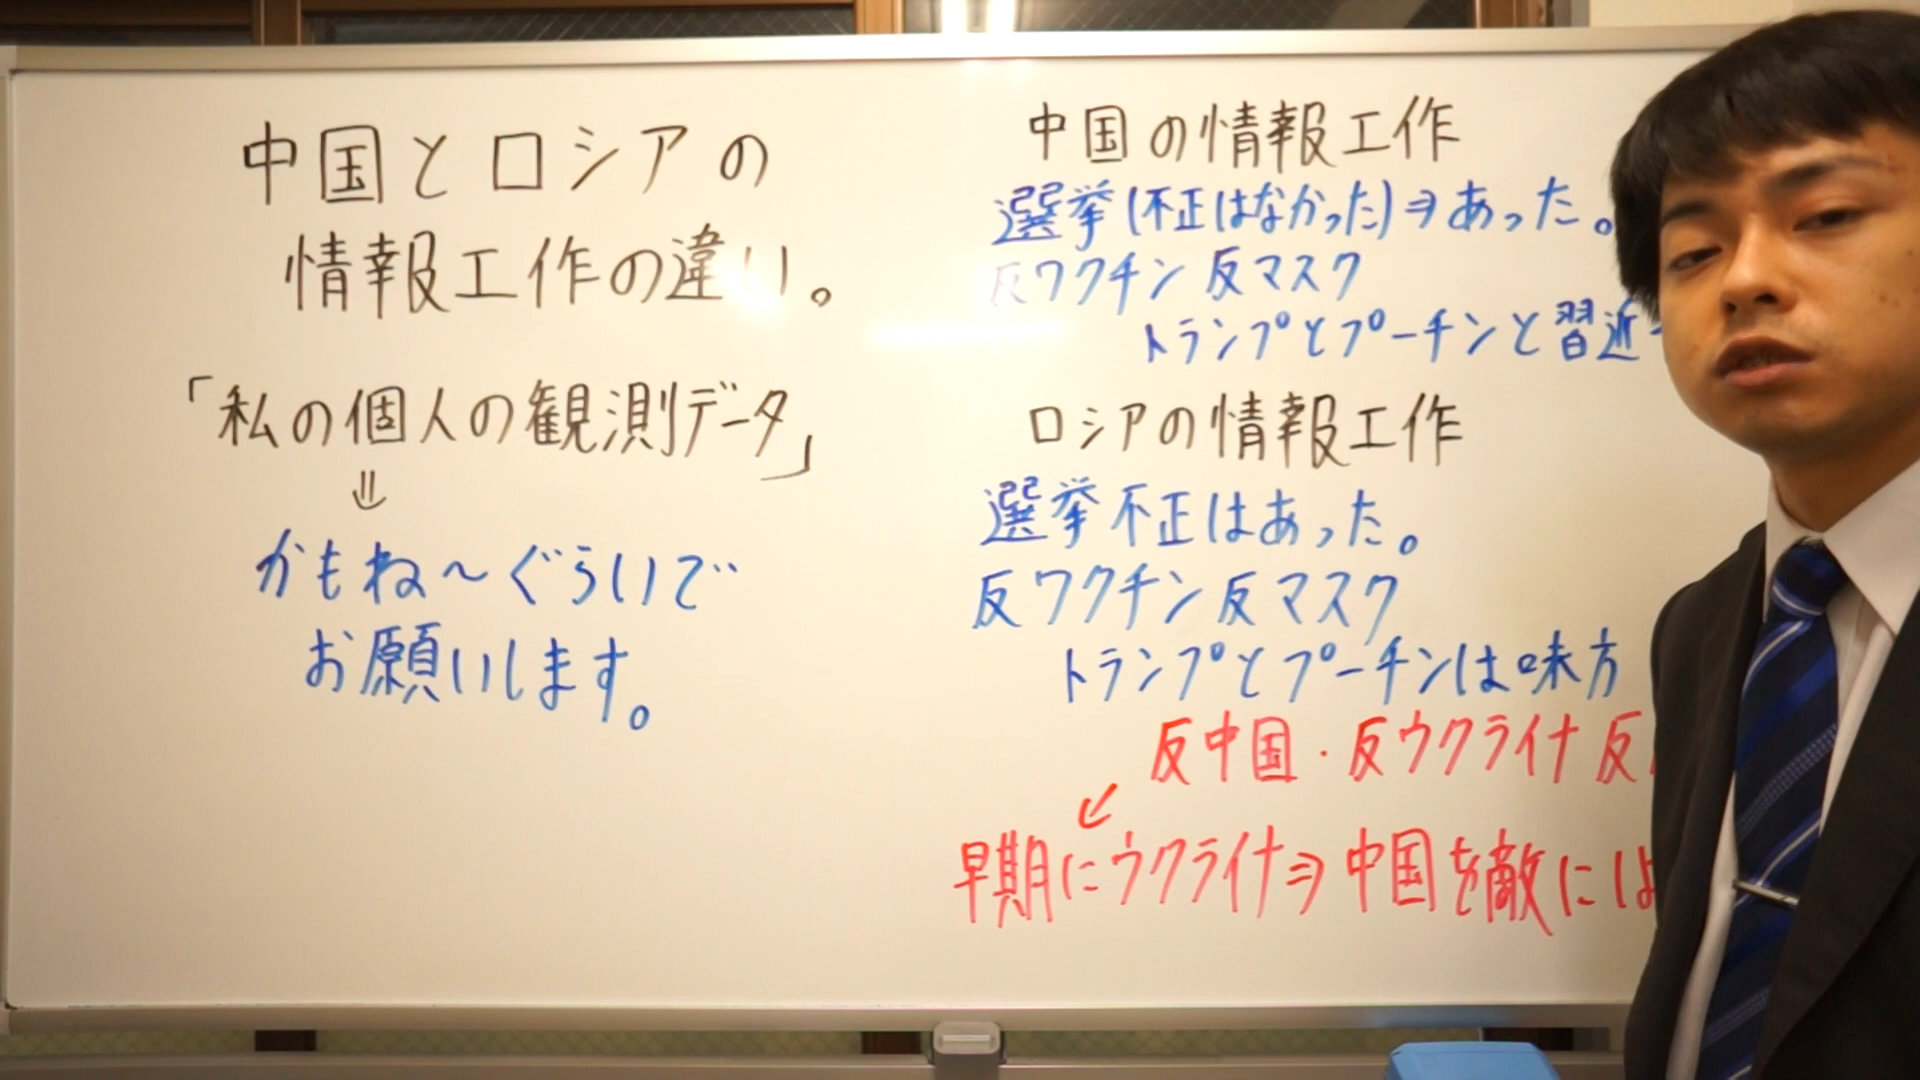 中国とロシアの
情報工作の違い。
「私の個人の観測データ」
⇓
かもね～ぐらいで
お願いします。
中国の情報工作
選挙(不正はなかった)⇒あった。
反ワクチン 反マスク
トランプとプーチンと習近
ロシアの情報工作
選挙不正はあった。
反ワクチン反マスク
トランプとプーチンは味方
反中国・反ウクライナ 反
↙
早期にウクライナ⇒中国を敵には